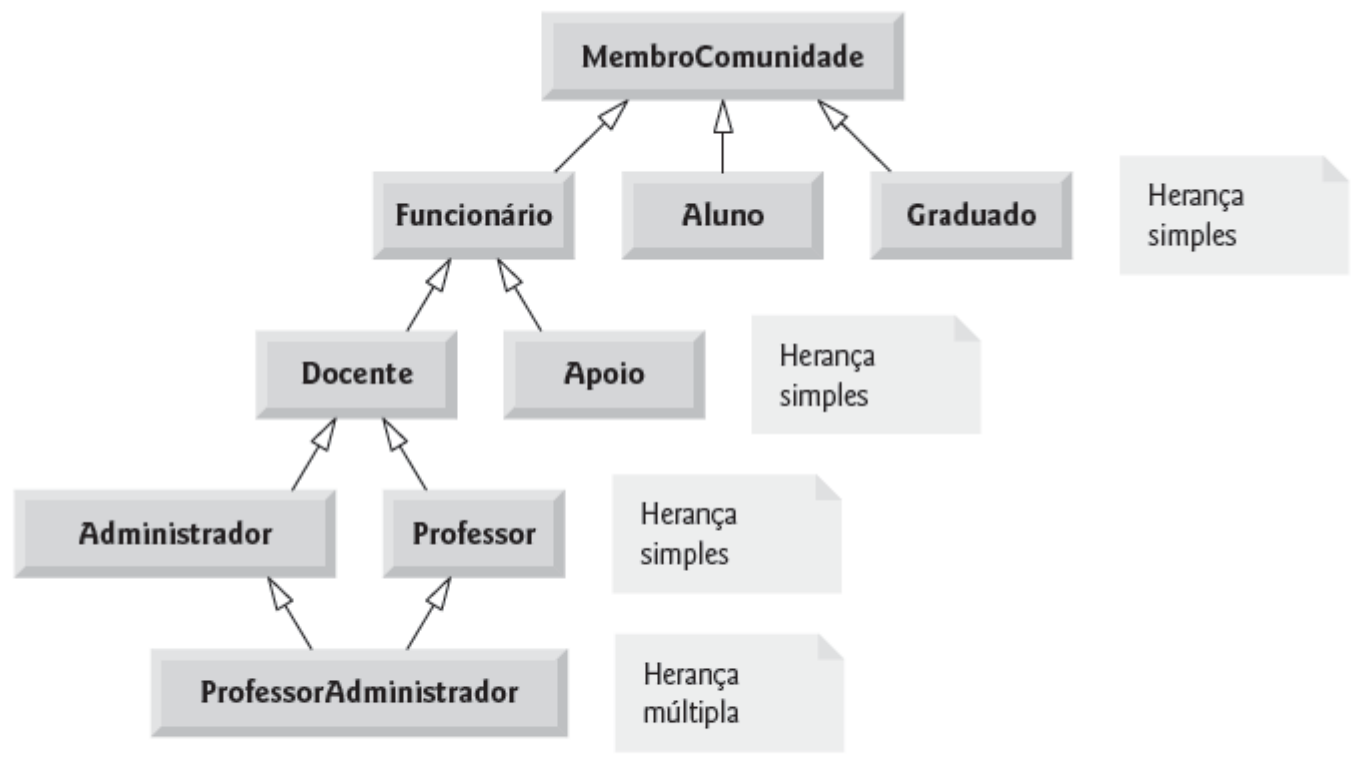 MembroComunidade
Funcionário
Aluno
Graduado
Herança
simples
Docente
Apoio
Herança
simples
Administrador
Professor
Herança
simples
ProfessorAdministrador
Herança
múltipla